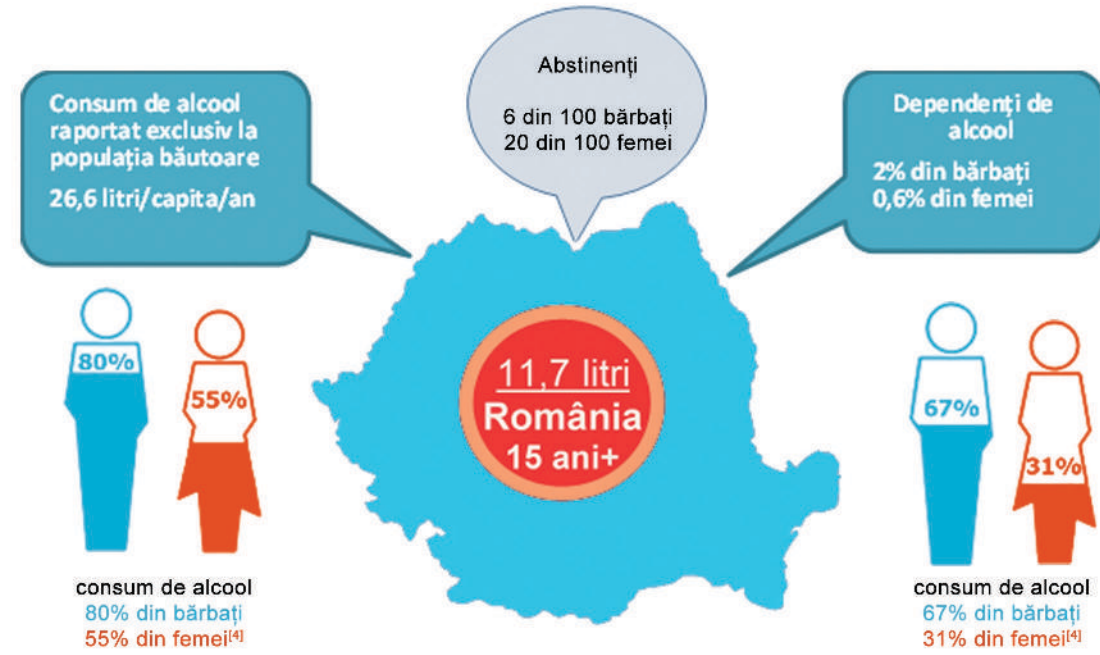 Abstinenți
6 din 100 bărbați
20 din 100 femei
Consum de alcool
raportat exclusiv la
populația băutoare
26,6 litri/capita/an
Dependenți de
alcool
2% din bărbați
0,6% din femei
80%
55%
11,7 litri
România
15 ani+
67%
31%
consum de alcool
80% din bărbați
55% din femei[4]
consum de alcool
67% din bărbați
31% din femei[4]